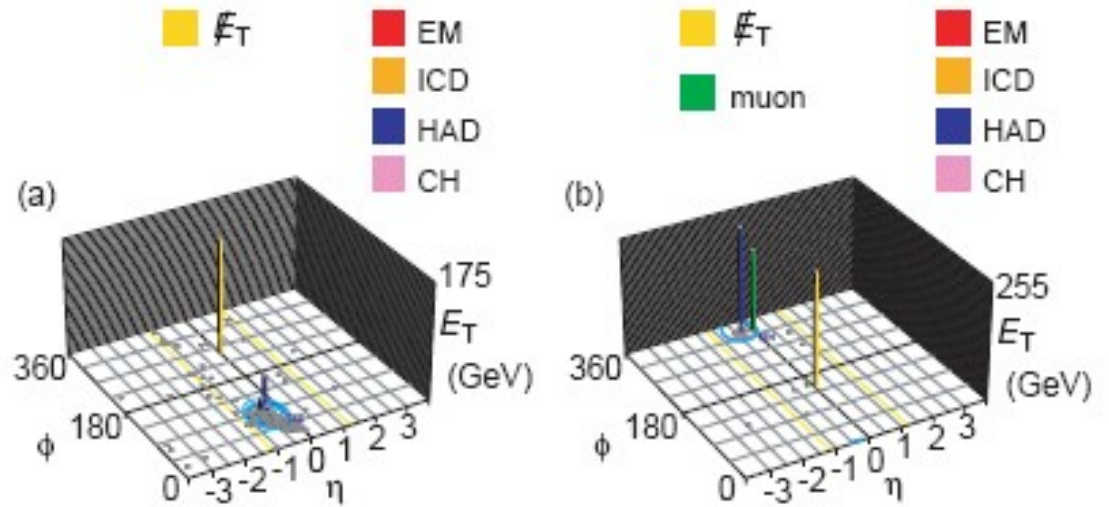 E̸T EM E̸T EM
ICD ICD
HAD muon HAD
CH CH
(a) (b)
175 255
ET ET
(GeV) (GeV)
360 360
180 180
ϕ ϕ
0 -3 -2 -1 0 1 2 3 0 -3 -2 -1 0 1 2 3
η η